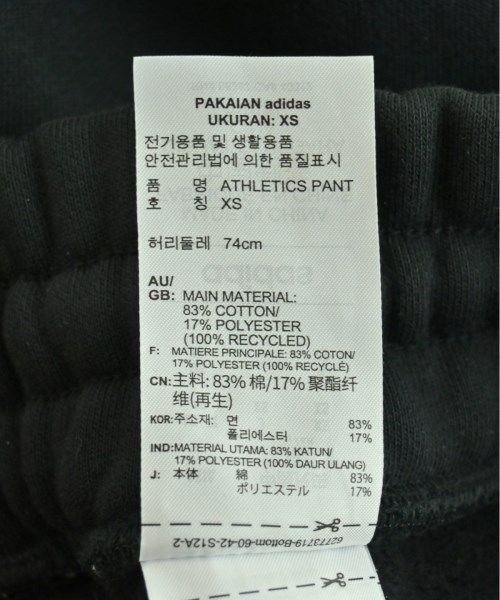 PAKAIAN adidas
UKURAN: XS
전기용품 및 생활용품
안전관리법에 의한 품질표시
품 명 ATHLETICS PANT
호 칭 XS
허리둘레 74cm
AU/
GB: MAIN MATERIAL:
83% COTTON/
17% POLYESTER
(100% RECYCLED)
F: MATIERE PRINCIPALE: 83% COTON/
17% POLYESTER (100% RECYCLÉ)
CN:主料: 83% 棉/17% 聚酯纤
维(再生)
KOR:주소재: 면 83%
폴리에스터 17%
IND:MATERIAL UTAMA: 83% KATUN/
17% POLYESTER (100% DAUR ULANG)
J: 本体 綿 83%
ポリエステル 17%
62773719-Bottom-60-42-S12A-2